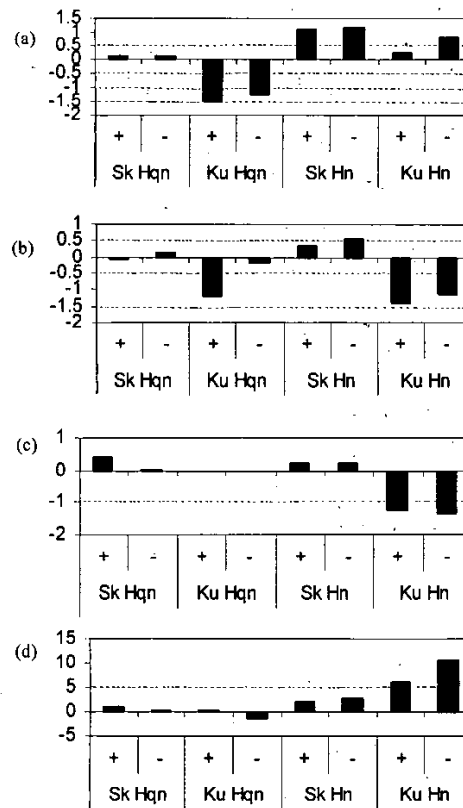 (a)
1.5
1
0.5
0
-0.5
-1
-1.5
-2
+ - + - + - + -
Sk Hqn Ku Hqn Sk Hn Ku Hn
(b)
1
0.5
0
-0.5
-1
-1.5
-2
+ - + - + - + -
Sk Hqn Ku Hqn Sk Hn Ku Hn
(c)
1
0
-1
-2
+ - + - + - + -
Sk Hqn Ku Hqn Sk Hn Ku Hn
(d)
15
10
5
0
-5
+ - + - + - + -
Sk Hqn Ku Hqn Sk Hn Ku Hn